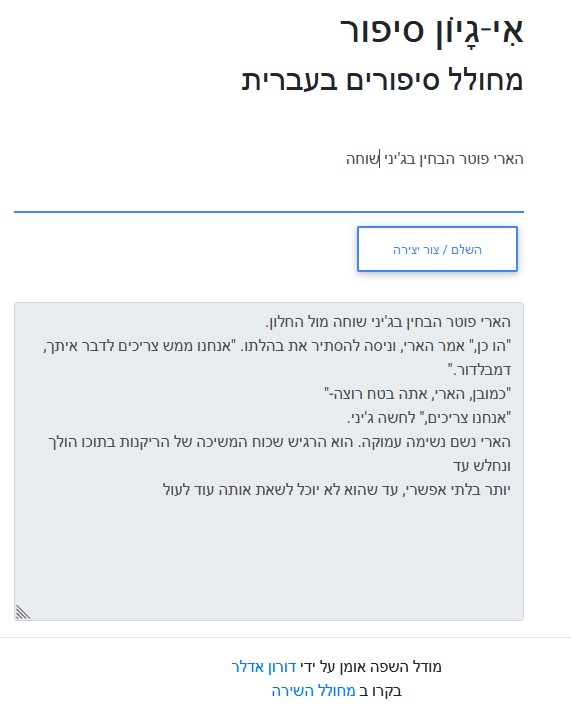 אִי-גָיוֹן סיפור
מחולל סיפורים בעברית
הארי פוטר הבחין בג'יני שוחה
השלם / צור יצירה
הארי פוטר הבחין בג'יני שוחה מול החלון.
"הו כן," אמר הארי, וניסה להסתיר את בהלתו. "אנחנו ממש צריכים לדבר איתך,
דמבלדור."
"כמובן, הארי, אתה בטח רוצה-"
"אנחנו צריכים," לחשה ג'יני.
הארי נשם נשימה עמוקה. הוא הרגיש שכוח המשיכה של הריקנות בתוכו הולך
ונחלש עד
יותר בלתי אפשרי, עד שהוא לא יוכל לשאת אותה עוד לעול
מודל השפה אומן על ידי דורון אדלר
בקרו ב מחולל השירה